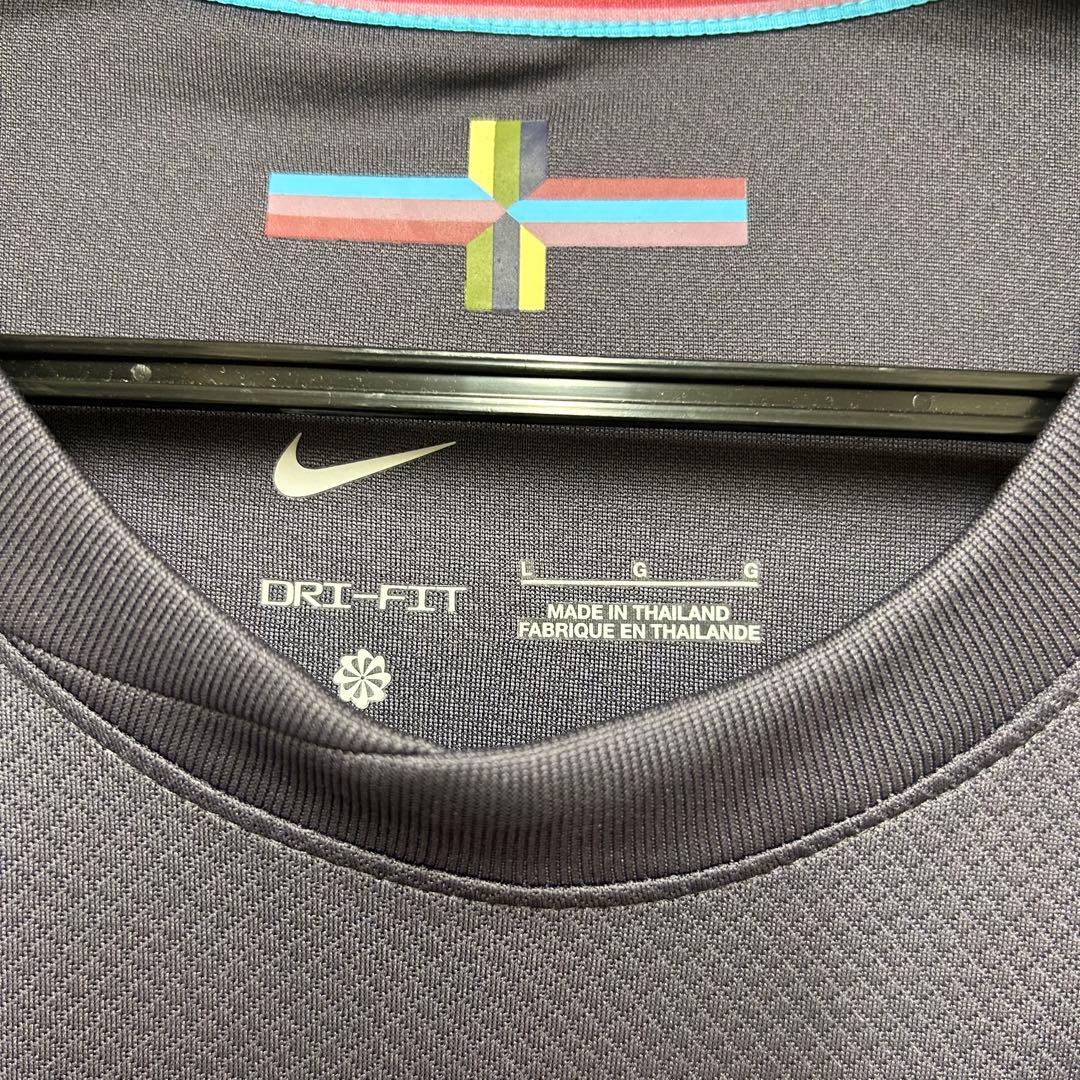 DRI-FIT
L G G
MADE IN THAILAND
FABRIQUE EN THAILANDE